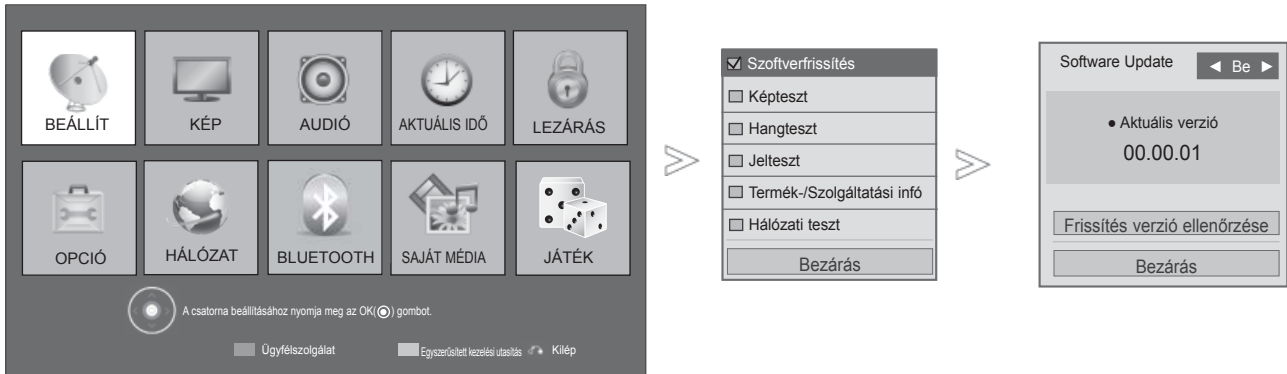 BEÁLLÍT
KÉP
AUDIÓ
AKTUÁLIS IDŐ
LEZÁRÁS
OPCIÓ
HÁLÓZAT
BLUETOOTH
SAJÁT MÉDIA
JÁTÉK
A csatorna beállításához nyomja meg az OK(◉) gombot.
Ügyfélszolgálat
Egyszerűsített kezelési utasítás
Kilép
Szoftverfrissítés
Képteszt
Hangteszt
Jelteszt
Termék-/Szolgáltatási infó
Hálózati teszt
Bezárás
Software Update ◄ Be ►
● Aktuális verzió
00.00.01
Frissítés verzió ellenőrzése
Bezárás